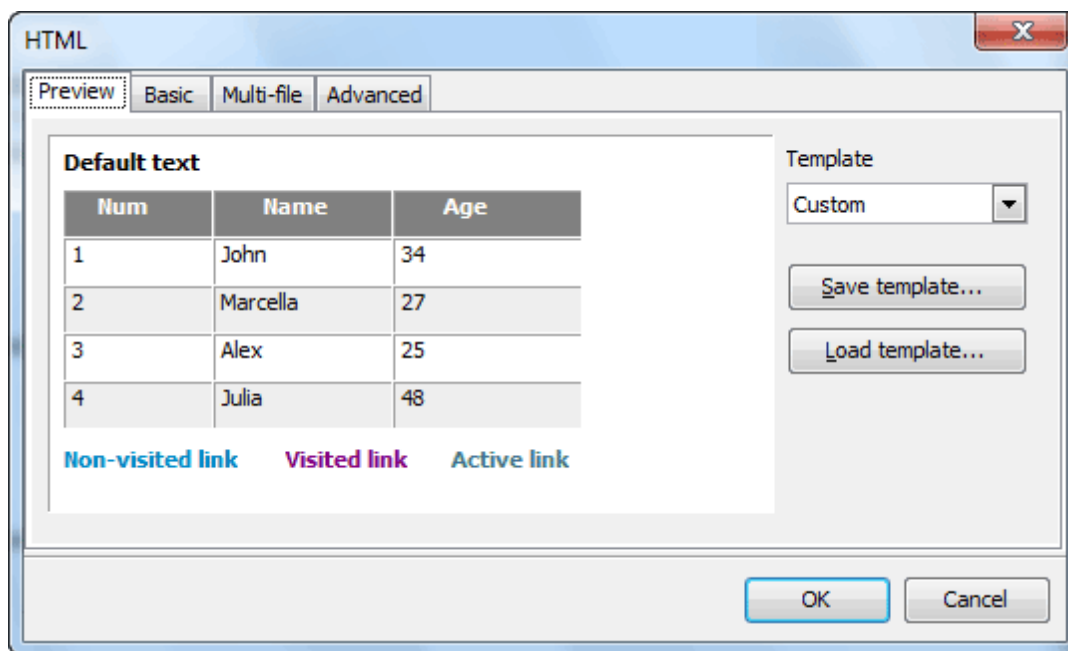 HTML
Preview Basic Multi-file Advanced
Default text
Num Name Age
1 John 34
2 Marcella 27
3 Alex 25
4 Julia 48
Non-visited link Visited link Active link
Template
Custom
Save template...
Load template...
OK Cancel